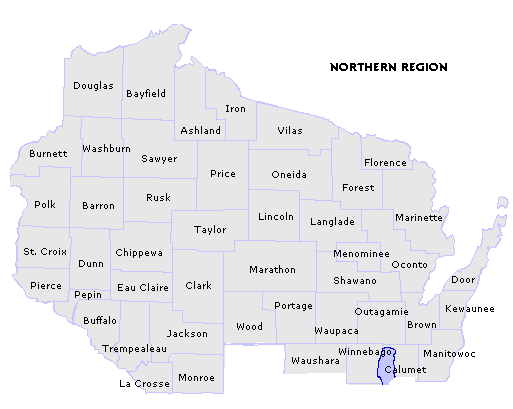 NORTHERN REGION
Douglas
Bayfield
Iron
Ashland
Vilas
Burnett
Washburn
Sawyer
Price
Oneida
Florence
Forest
Polk
Barron
Rusk
Lincoln
Langlade
Marinette
Taylor
St. Croix
Dunn
Chippewa
Menominee
Oconto
Marathon
Shawano
Door
Pierce
Pepin
Eau Claire
Clark
Portage
Outagamie
Kewaunee
Buffalo
Jackson
Wood
Waupaca
Brown
Trempealeau
Waushara
Winnebago
Manitowoc
Calumet
La Crosse
Monroe